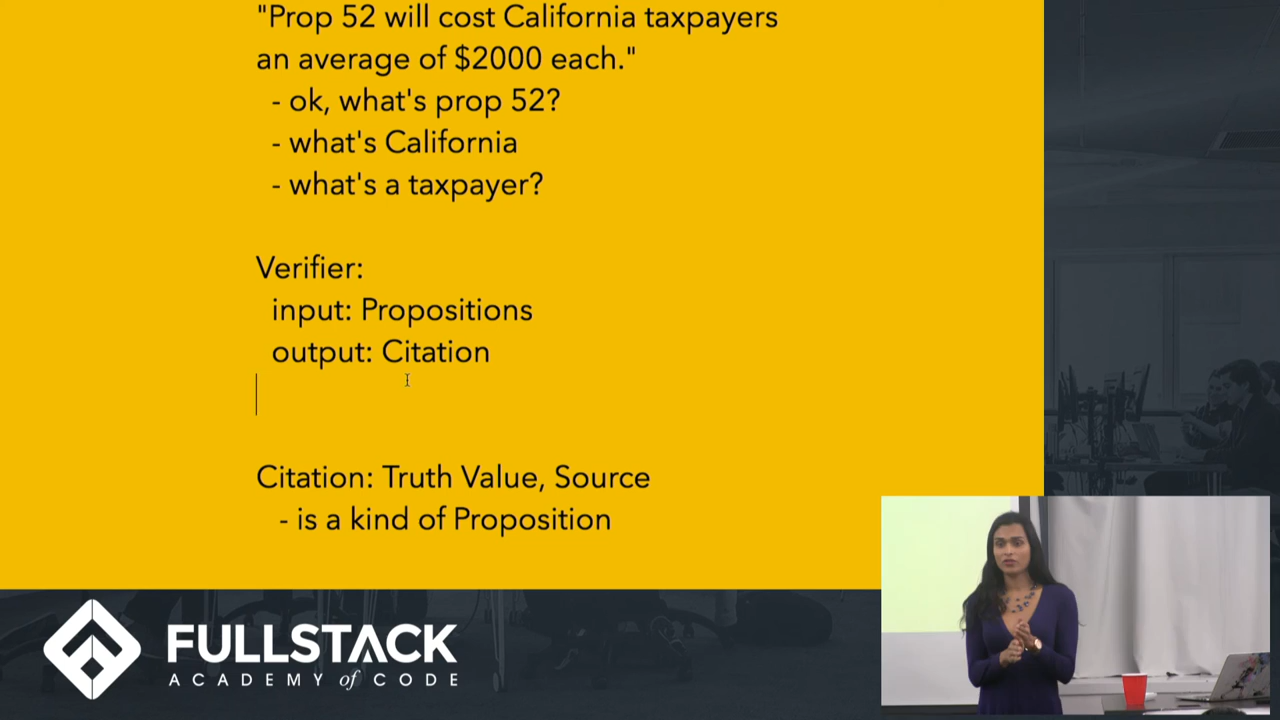 "Prop 52 will cost California taxpayers
an average of $2000 each."
- ok, what's prop 52?
- what's California
- what's a taxpayer?
Verifier:
input: Propositions
output: Citation
Citation: Truth Value, Source
- is a kind of Proposition
FULLSTACK
ACADEMY of CODE